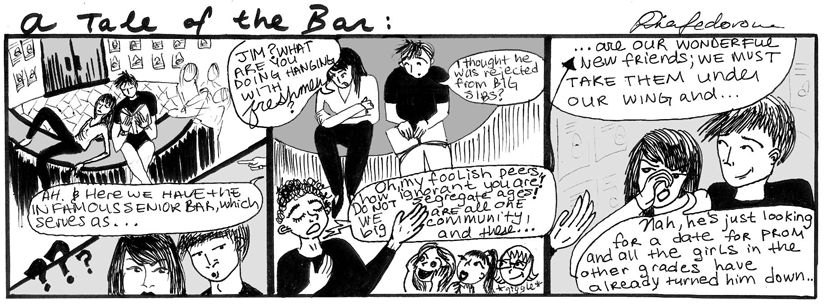 a Tale of the Bar:
Rita Fedorova
AH. & Here WE HAVE the
INFAMOUS SENIOR BAR, which
serves as...
???
JIM? WHAT
ARE YOU
DOING HANGING
WITH
freshmen?
I thought he
was rejected
from BIG
SIBS?
Oh, my foolish peers,
how ignorant you are!
DO NOT segregate ages!
WE are all one
big community,
and these...
*giggle*
...are OUR WONDERFUL
New friends; WE MUST
TAKE THEM under
OUR WING and...
Nah, he's just looking
for a date for PROM
and all the girls in the
other grades have
already turned him down..